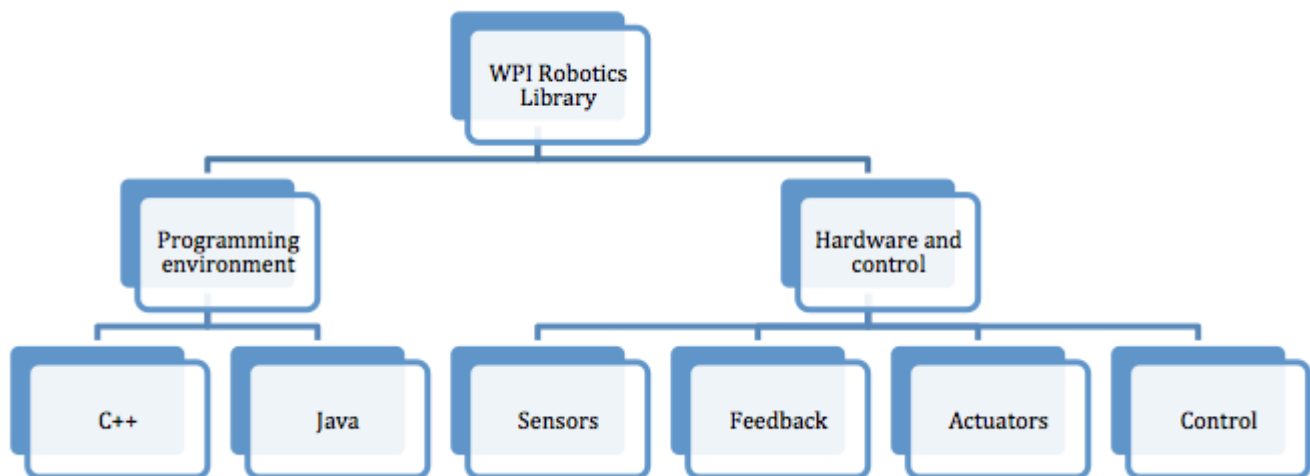 WPI Robotics
Library
Programming
environment
Hardware and
control
C++
Java
Sensors
Feedback
Actuators
Control